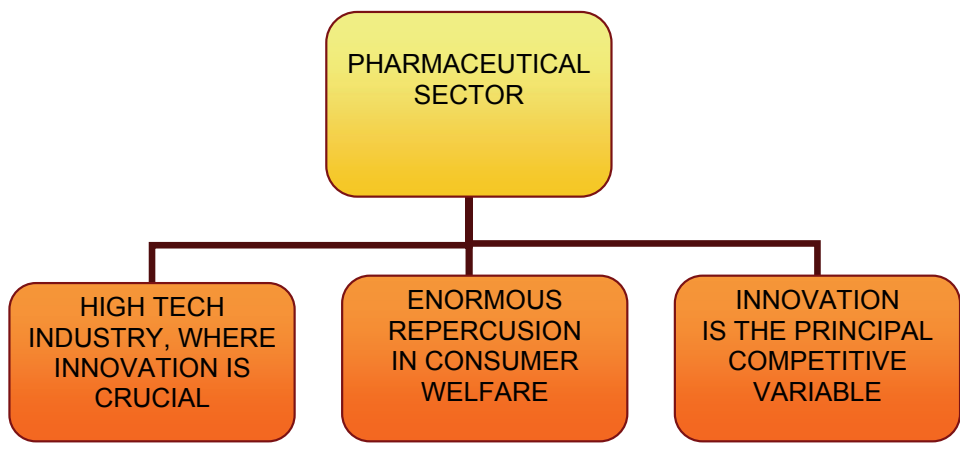 PHARMACEUTICAL
SECTOR
HIGH TECH
INDUSTRY, WHERE
INNOVATION IS
CRUCIAL
ENORMOUS
REPERCUSION
IN CONSUMER
WELFARE
INNOVATION
IS THE PRINCIPAL
COMPETITIVE
VARIABLE